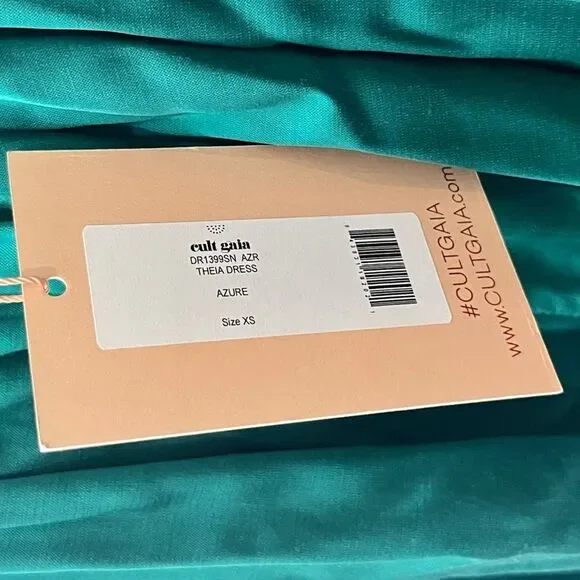 cult gaia
DR1399SN AZR
THEIA DRESS
AZURE
Size XS
#CULTGAIA
www.CULTGAIA.com